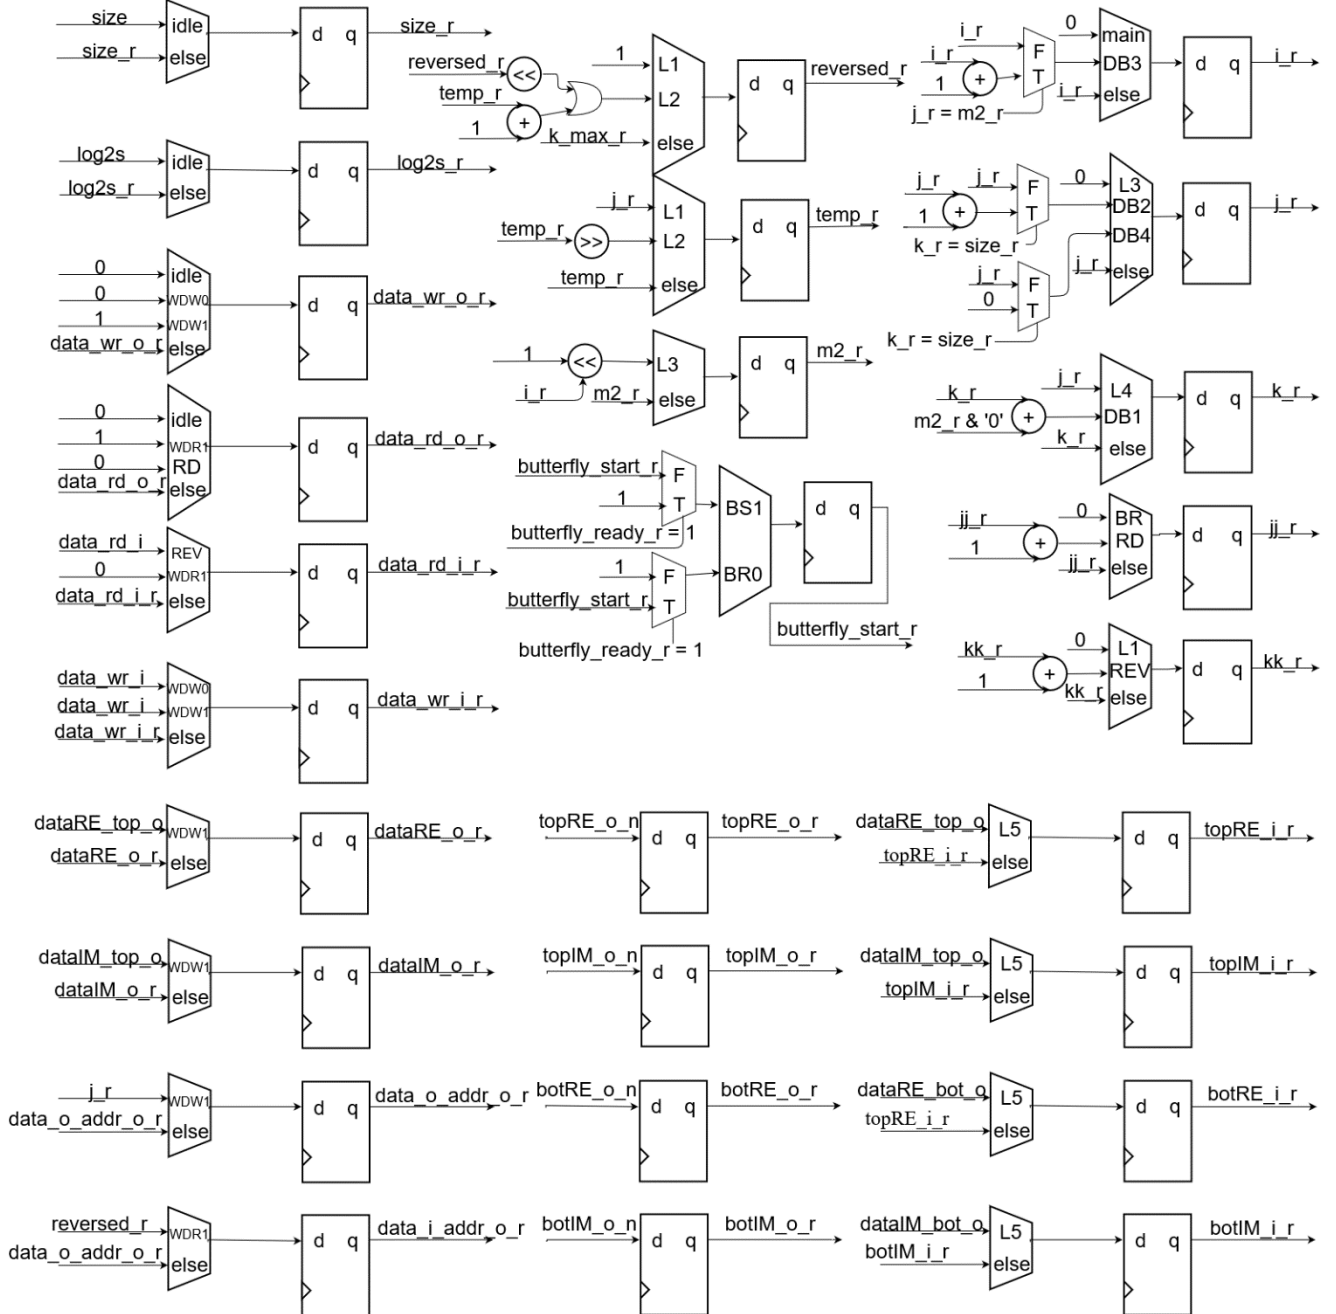 size
idle
size_r
else
d q
size_r
log2s
idle
log2s_r
else
d q
log2s_r
0
idle
0
WDW0
1
WDW1
data_wr_o_r
else
d q
data_wr_o_r
0
idle
1
WDR1
0
RD
data_rd_o_r
else
d q
data_rd_o_r
data_rd_i
REV
0
WDR1
data_rd_i_r
else
d q
data_rd_i_r
data_wr_i
WDW0
data_wr_i
WDW1
data_wr_i_r
else
d q
data_wr_i_r
1
L1
reversed_r
<<
temp_r
+
1
L2
k_max_r
else
d q
reversed_r
j_r
L1
temp_r
>>
L2
temp_r
else
d q
temp_r
1
<<
i_r
L3
m2_r
else
d q
m2_r
butterfly_start_r
F
1
T
butterfly_ready_r = 1
BS1
1
F
butterfly_start_r
T
butterfly_ready_r = 1
BR0
d q
butterfly_start_r
i_r
i_r
+
1
F
T
j_r = m2_r
0
main
DB3
i_r
else
d q
i_r
j_r
+
1
j_r
F
T
k_r = size_r
0
L3
DB2
j_r
F
0
T
k_r = size_r
DB4
j_r
else
d q
j_r
j_r
L4
k_r
+
m2_r & '0'
DB1
k_r
else
d q
k_r
0
BR
jj_r
+
1
RD
jj_r
else
d q
jj_r
0
L1
kk_r
+
1
REV
kk_r
else
d q
kk_r
dataRE_top_o
WDW1
dataRE_o_r
else
d q
dataRE_o_r
topRE_o_n
d q
topRE_o_r
dataRE_top_o
L5
topRE_i_r
else
d q
topRE_i_r
dataIM_top_o
WDW1
dataIM_o_r
else
d q
dataIM_o_r
topIM_o_n
d q
topIM_o_r
dataIM_top_o
L5
topIM_i_r
else
d q
topIM_i_r
j_r
WDW1
data_o_addr_o_r
else
d q
data_o_addr_o_r
botRE_o_n
d q
botRE_o_r
dataRE_bot_o
L5
topRE_i_r
else
d q
botRE_i_r
reversed_r
WDR1
data_o_addr_o_r
else
d q
data_i_addr_o_r
botIM_o_n
d q
botIM_o_r
dataIM_bot_o
L5
botIM_i_r
else
d q
botIM_i_r